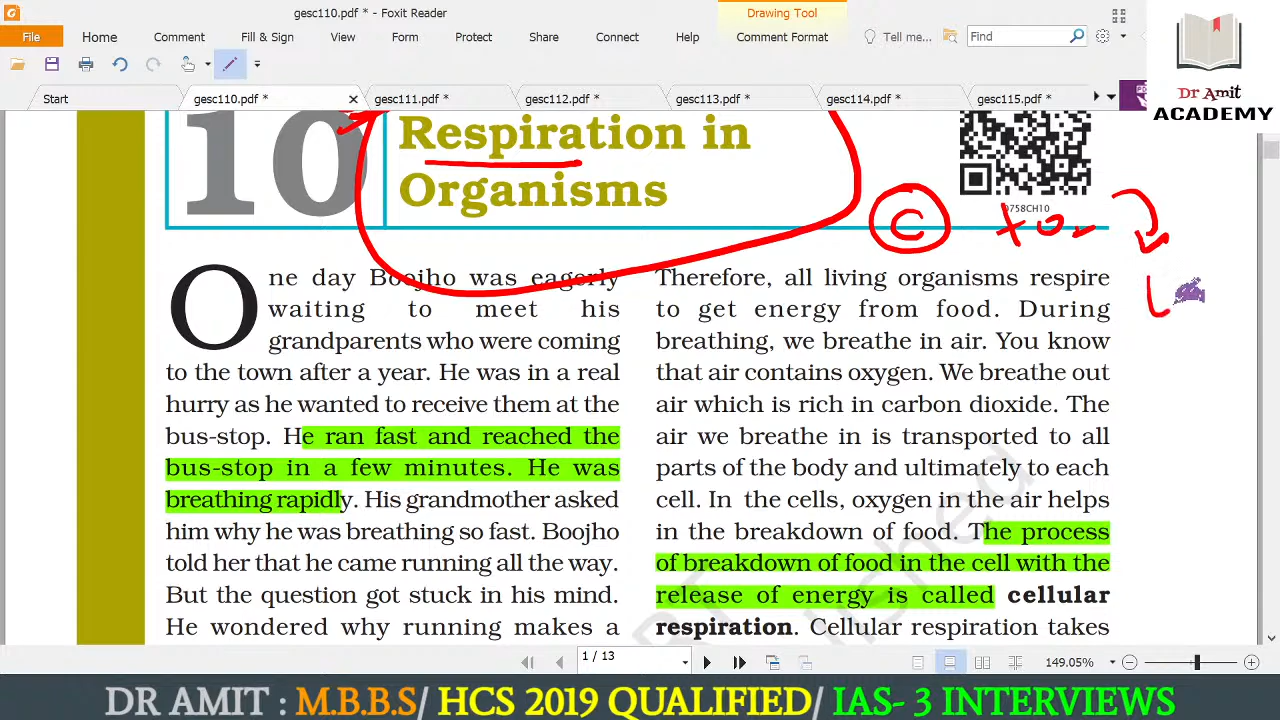 gesc110.pdf * - Foxit Reader
Drawing Tool
File Home Comment Fill & Sign View Form Protect Share Connect Help Comment Format Tell me... Find
Start gesc110.pdf * gesc111.pdf * gesc112.pdf * gesc113.pdf * gesc114.pdf * gesc115.pdf *
Dr Amit
ACADEMY
10
Respiration in
Organisms
0758CH10
C + O2
One day Boojho was eagerly
waiting to meet his
grandparents who were coming
to the town after a year. He was in a real
hurry as he wanted to receive them at the
bus-stop. He ran fast and reached the
bus-stop in a few minutes. He was
breathing rapidly. His grandmother asked
him why he was breathing so fast. Boojho
told her that he came running all the way.
But the question got stuck in his mind.
He wondered why running makes a
Therefore, all living organisms respire
to get energy from food. During
breathing, we breathe in air. You know
that air contains oxygen. We breathe out
air which is rich in carbon dioxide. The
air we breathe in is transported to all
parts of the body and ultimately to each
cell. In the cells, oxygen in the air helps
in the breakdown of food. The process
of breakdown of food in the cell with the
release of energy is called cellular
respiration. Cellular respiration takes
1 / 13
149.05%
DR AMIT : M.B.B.S/ HCS 2019 QUALIFIED/ IAS- 3 INTERVIEWS